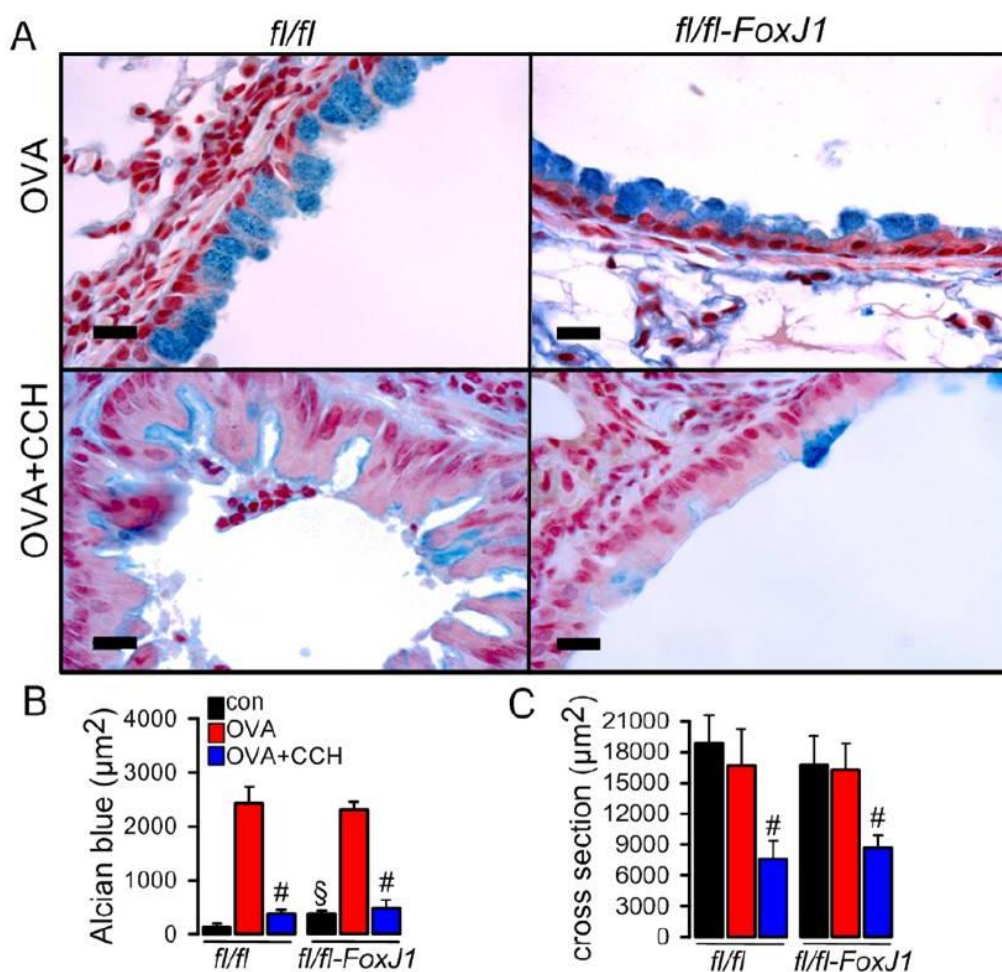 A
fl/fl
fl/fl-FoxJ1
OVA
OVA+CCH
B
Alcian blue (µm²)
4000
3000
2000
1000
0
con
OVA
OVA+CCH
#
§
#
fl/fl
fl/fl-FoxJ1
C
cross section (µm²)
21000
18000
15000
12000
9000
6000
3000
0
#
#
fl/fl
fl/fl-FoxJ1